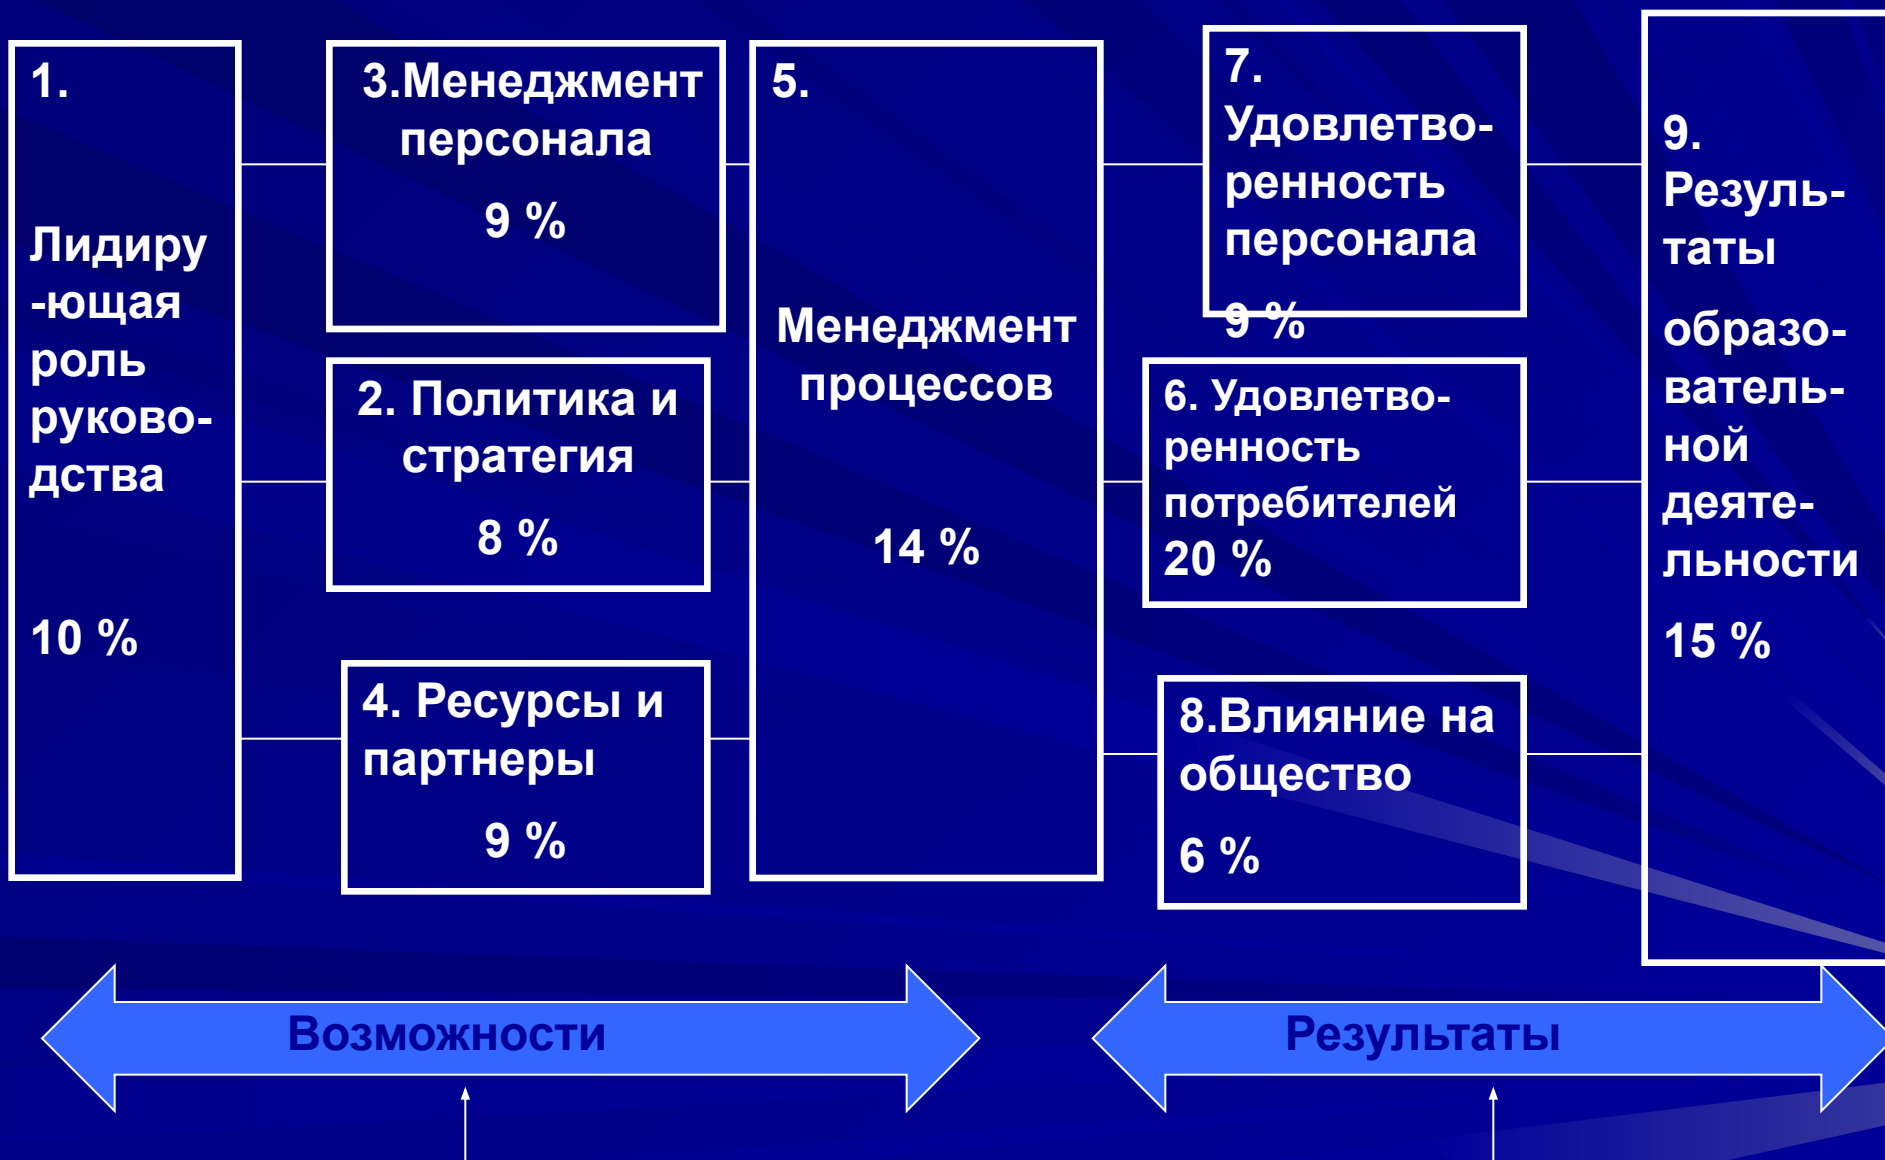 1.
Лидиру
-ющая
роль
руково-
дства
10 %
3.Менеджмент
персонала
9 %
2. Политика и
стратегия
8 %
4. Ресурсы и
партнеры
9 %
5.
Менеджмент
процессов
14 %
7.
Удовлетво-
ренность
персонала
9 %
6. Удовлетво-
ренность
потребителей
20 %
8.Влияние на
общество
6 %
9.
Резуль-
таты
образо-
ватель-
ной
деяте-
льности
15 %
Возможности
Результаты